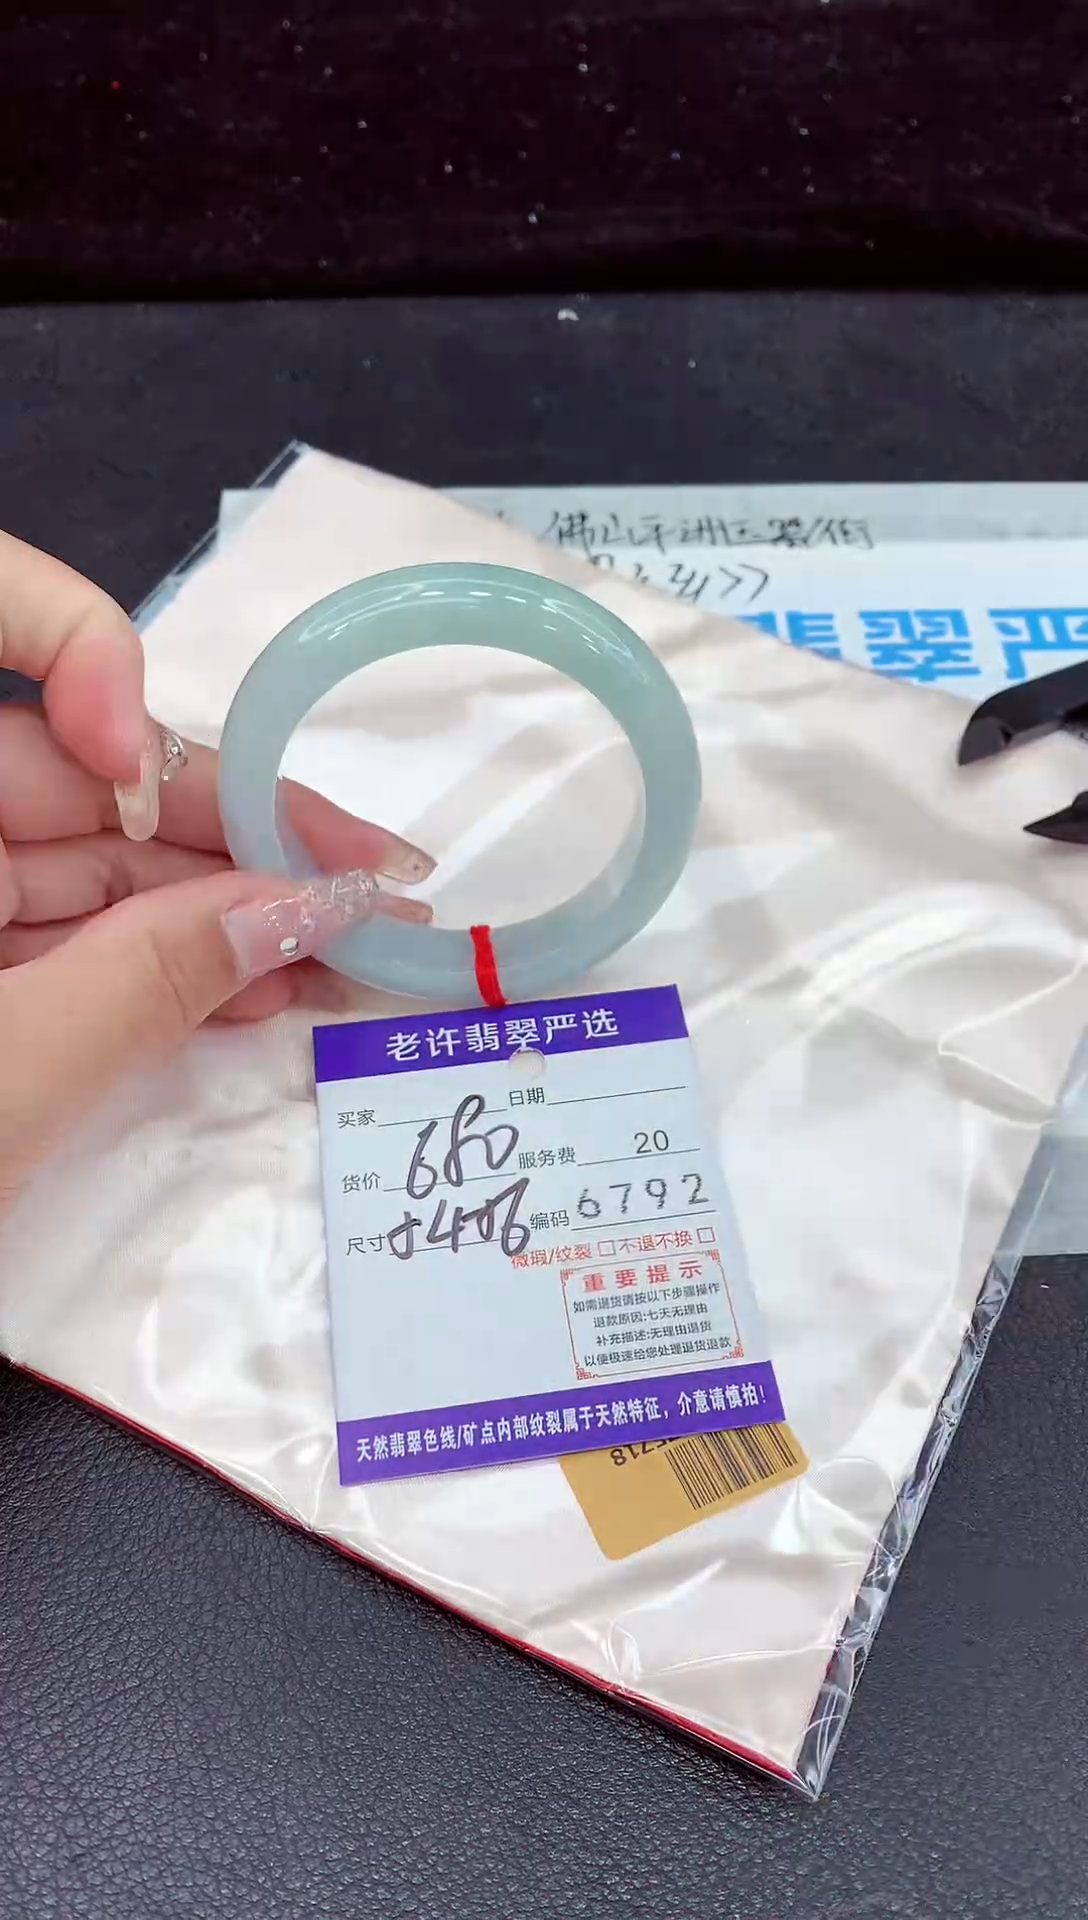 佛山平洲玉器街
翡翠严
老许翡翠严选
买家 日期
货价 680 服务费 20
尺寸 编码 6792
微瑕/纹裂 □ 不退不换 □
重要提示
如需退货请按以下步骤操作
退款原因:七天无理由
补充描述:无理由退货
以便极速给您处理退货退款
天然翡翠色线/矿点内部纹裂属于天然特征，介意请慎拍！
5718